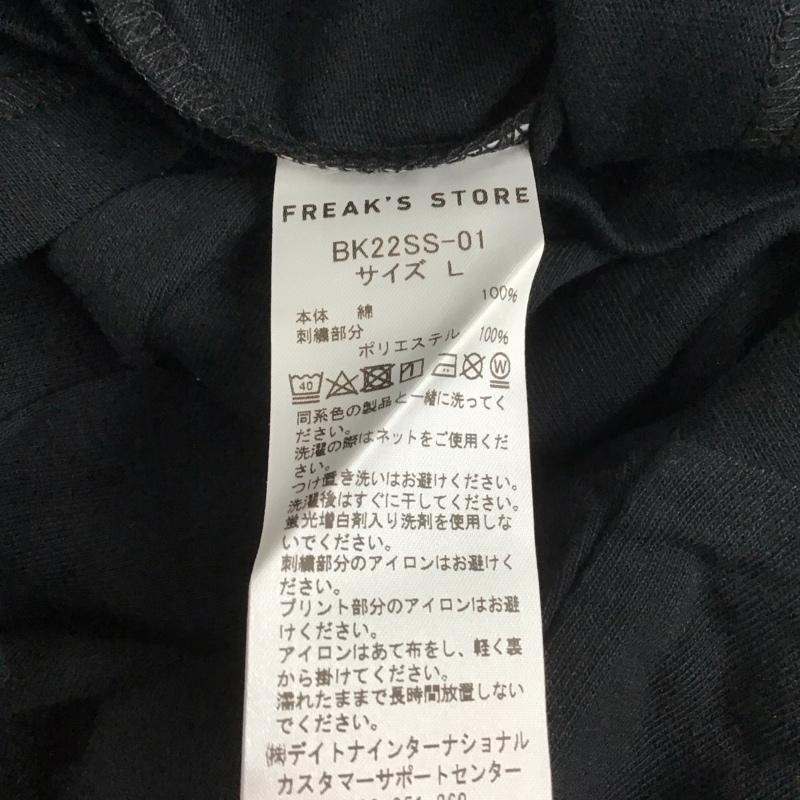 FREAK'S STORE
BK22SS-01
サイズ L
本体 綿 100%
刺繍部分
ポリエステル 100%
40 W
同系色の製品と一緒に洗ってく
ださい。
洗濯の際はネットをご使用くだ
さい。
つけ置き洗いはお避けください。
洗濯後はすぐに干してください。
蛍光増白剤入り洗剤を使用しな
いでください。
刺繍部分のアイロンはお避けく
ださい。
プリント部分のアイロンはお避
けください。
アイロンはあて布をし、軽く裏
から掛けてください。
濡れたままで長時間放置しない
でください。
㈱デイトナインターナショナル
カスタマーサポートセンター